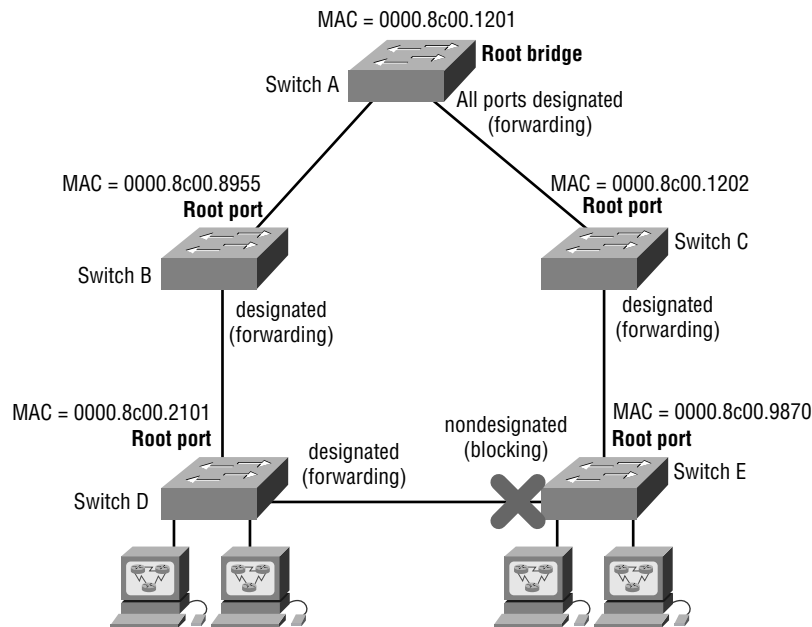 MAC = 0000.8c00.1201
Root bridge
Switch A
All ports designated
(forwarding)
MAC = 0000.8c00.8955
Root port
MAC = 0000.8c00.1202
Root port
Switch B
Switch C
designated
(forwarding)
designated
(forwarding)
MAC = 0000.8c00.2101
Root port
MAC = 0000.8c00.9870
Root port
designated
(forwarding)
nondesignated
(blocking)
Switch D
Switch E